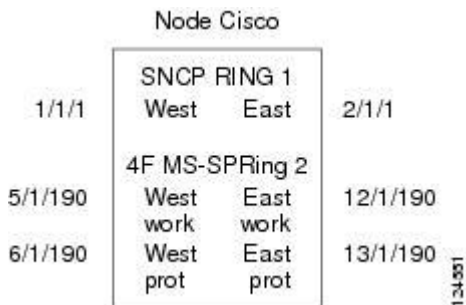 Node Cisco
SNCP RING 1
1/1/1 West East 2/1/1
4F MS-SPRing 2
5/1/190 West East 12/1/190
work work
6/1/190 West East 13/1/190
prot prot
124881